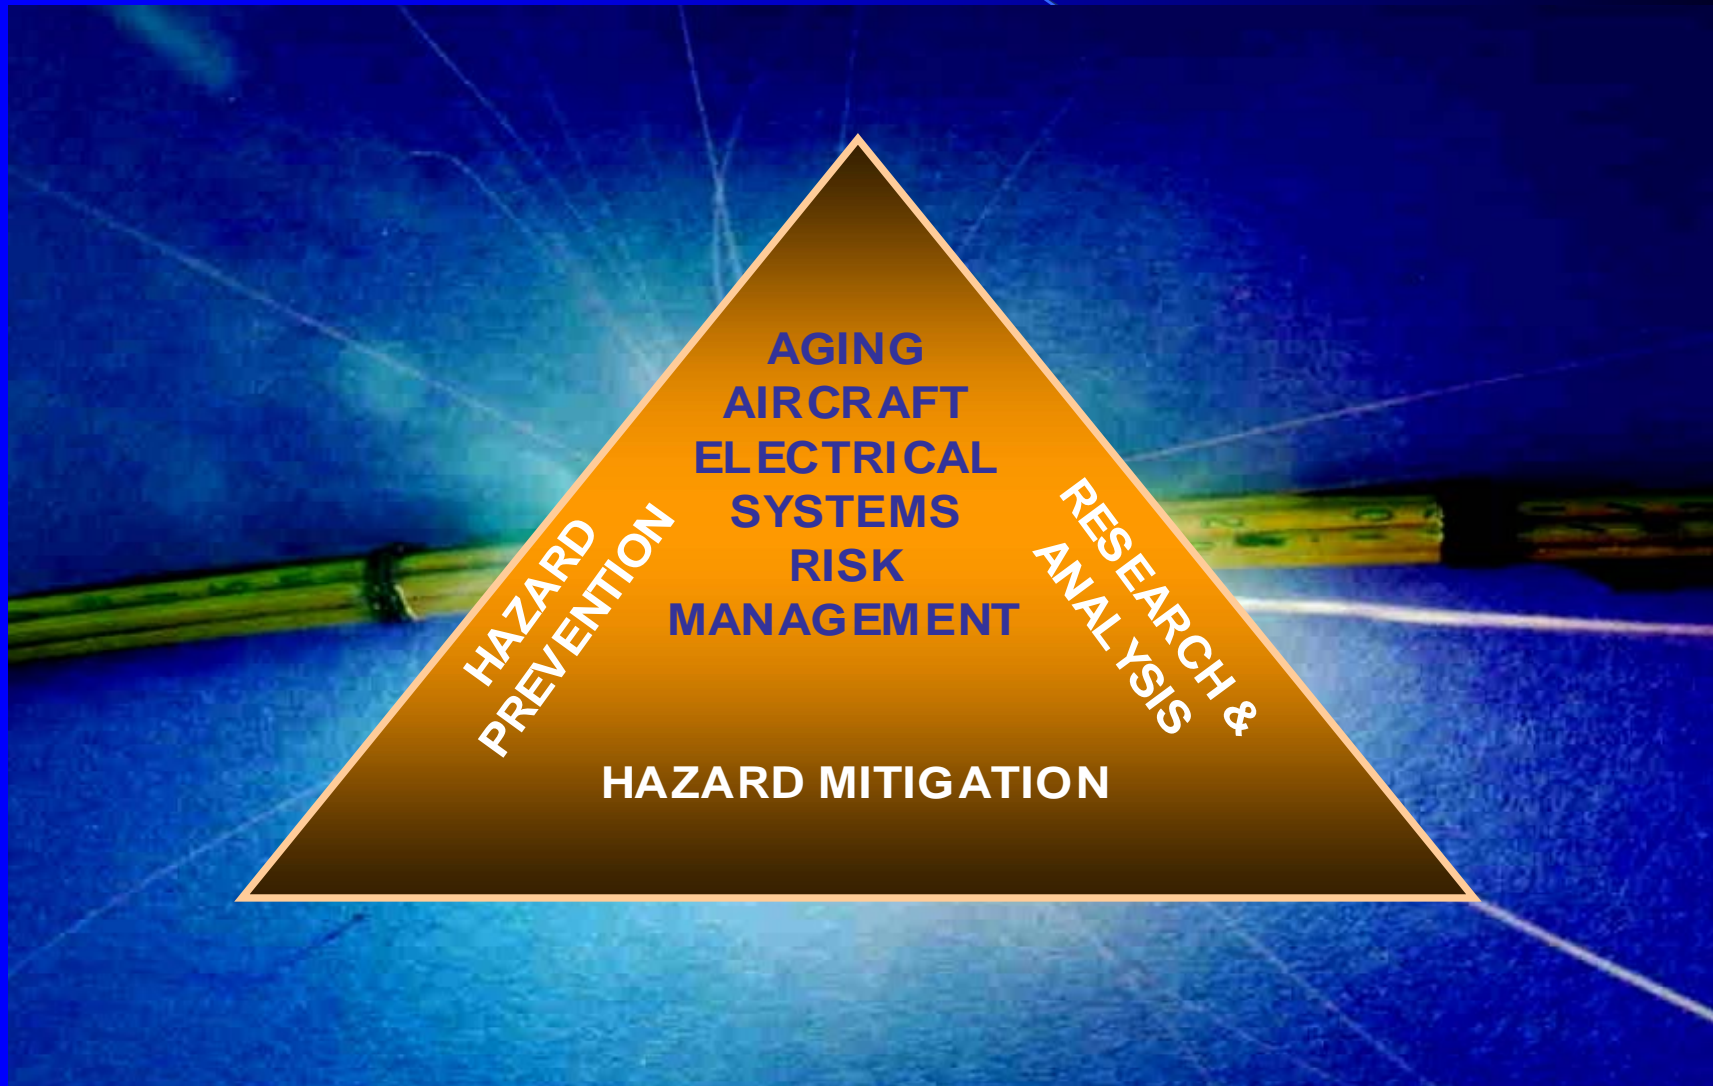 AGING
AIRCRAFT
ELECTRICAL
SYSTEMS
RISK
MANAGEMENT
HAZARD
PREVENTION
RESEARCH &
ANALYSIS
HAZARD MITIGATION